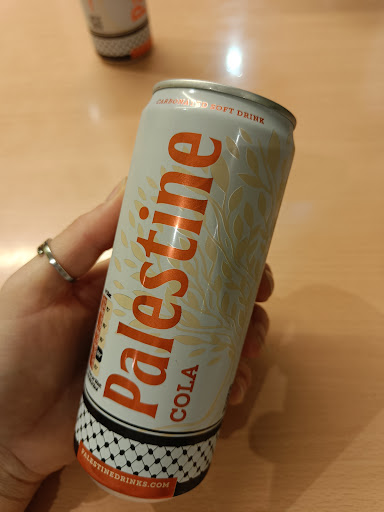 CARBONATED SOFT DRINK
Palestine
COLA
PALESTINEDRINKS.COM